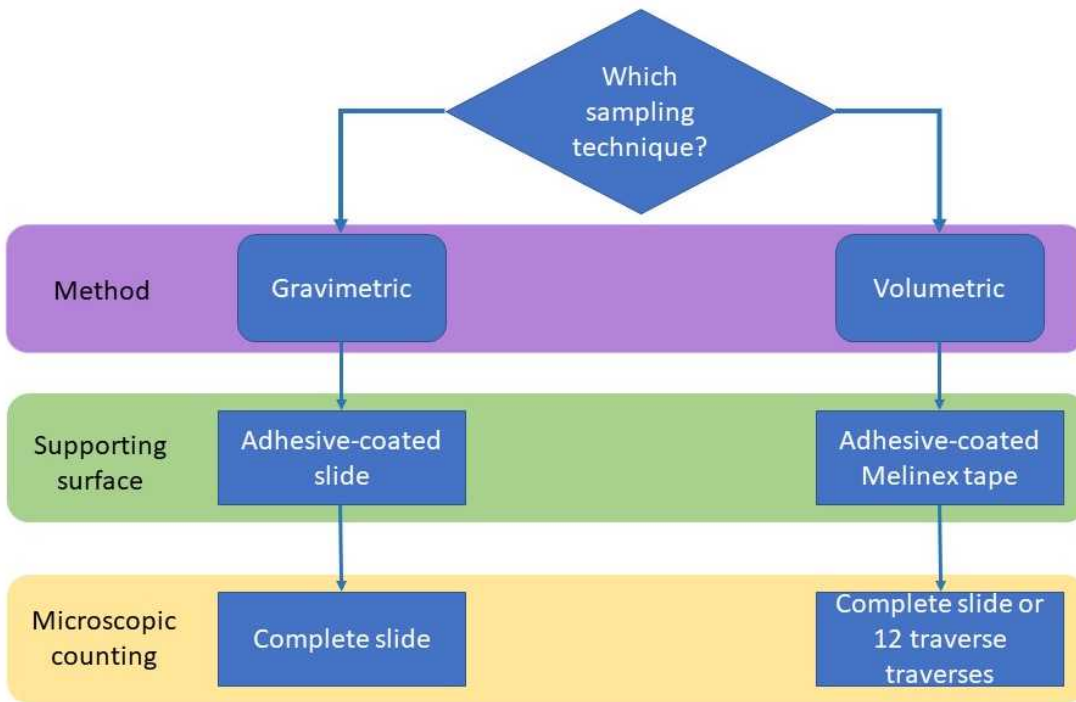 Which
sampling
technique?
Method
Gravimetric
Volumetric
Supporting
surface
Adhesive-coated
slide
Adhesive-coated
Melinex tape
Microscopic
counting
Complete slide
Complete slide or
12 traverse
traverses